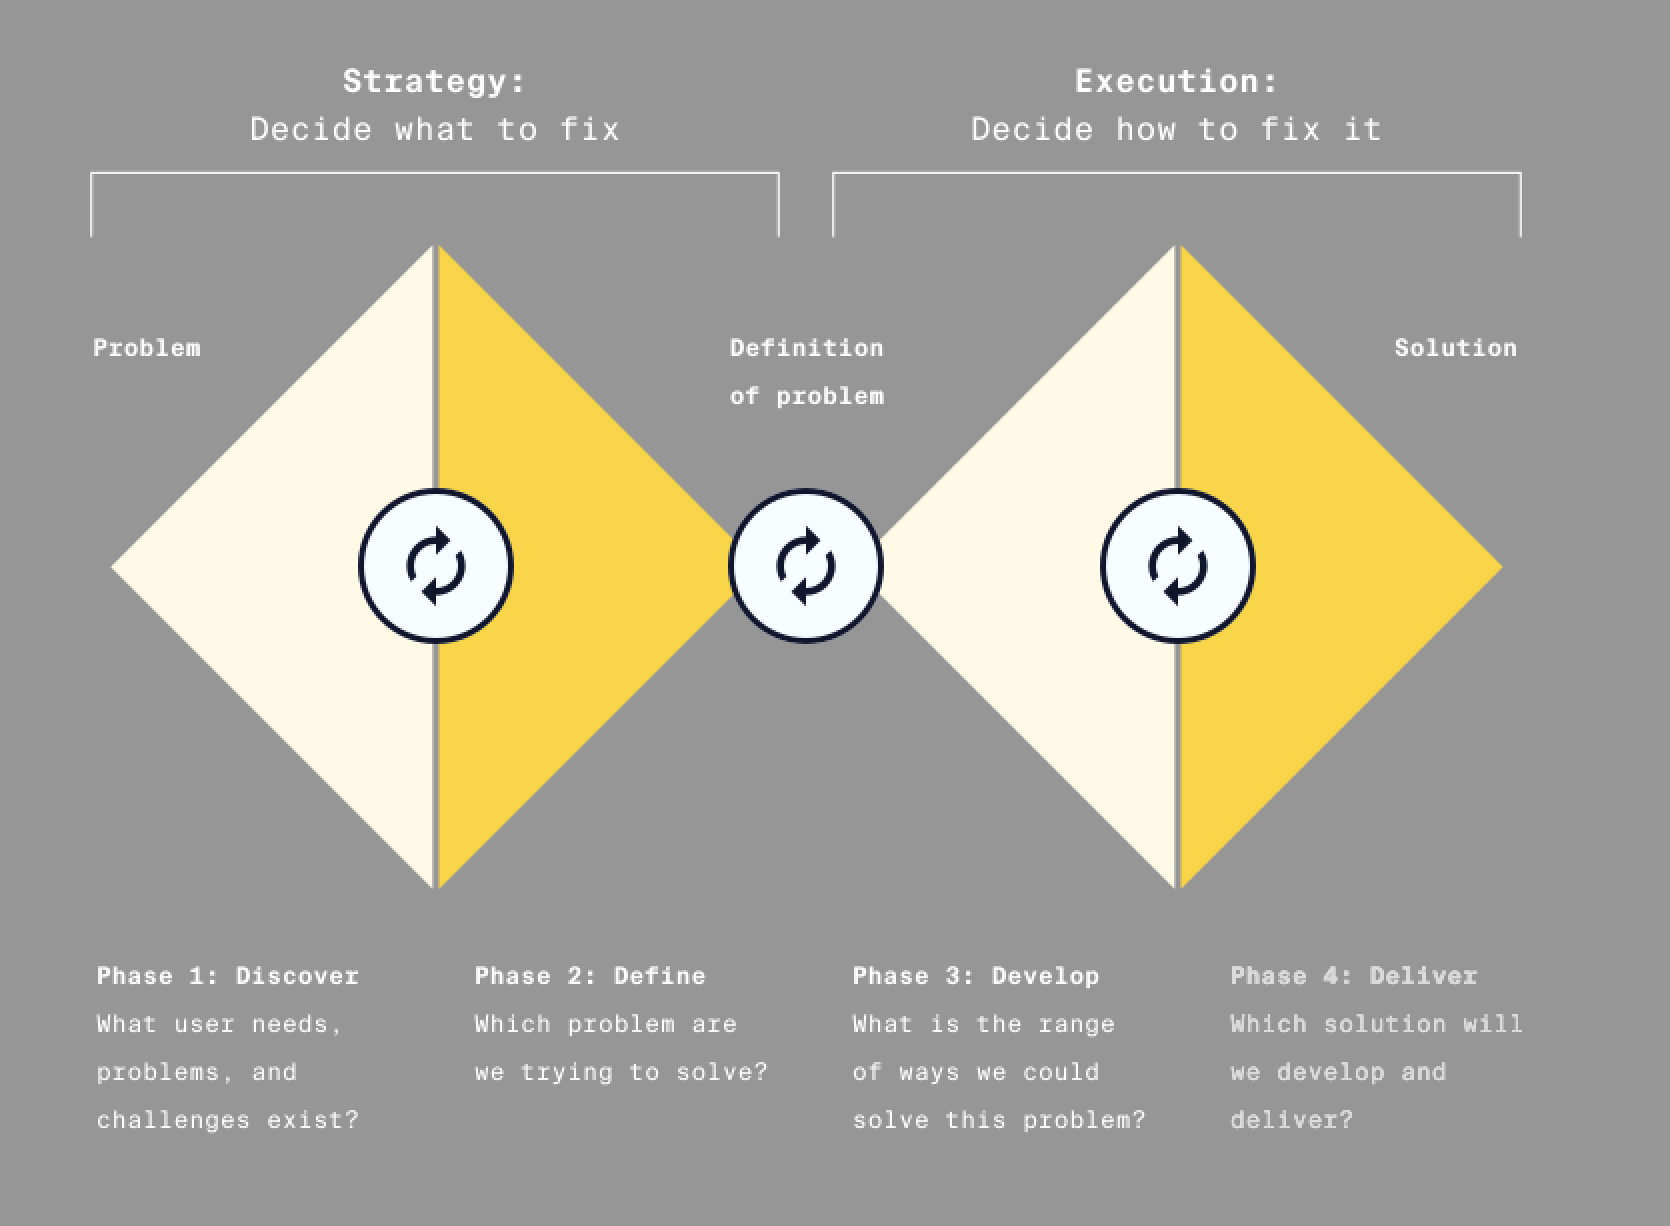 Strategy:
Decide what to fix
Execution:
Decide how to fix it
Problem
Definition
of problem
Solution
Phase 1: Discover
What user needs,
problems, and
challenges exist?
Phase 2: Define
Which problem are
we trying to solve?
Phase 3: Develop
What is the range
of ways we could
solve this problem?
Phase 4: Deliver
Which solution will
we develop and
deliver?